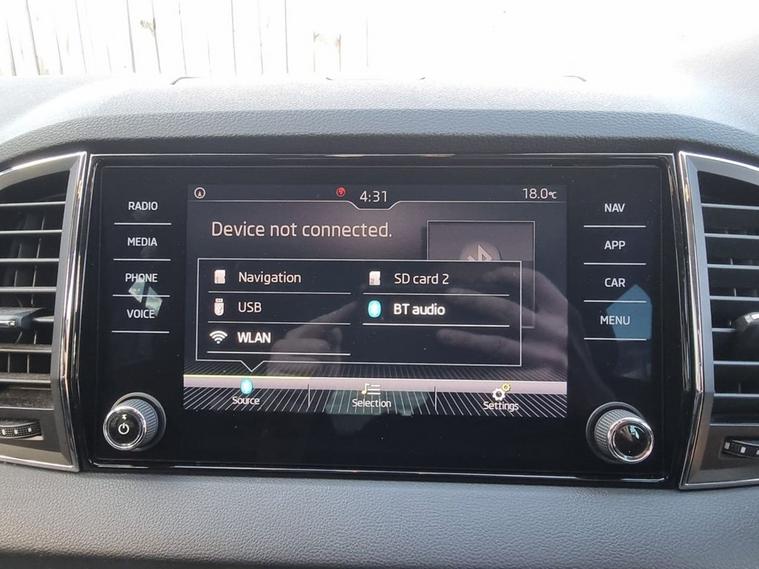 RADIO
MEDIA
PHONE
VOICE
4:31
18.0°C
Device not connected.
Navigation
SD card 2
USB
BT audio
WLAN
Source
Selection
Settings
NAV
APP
CAR
MENU